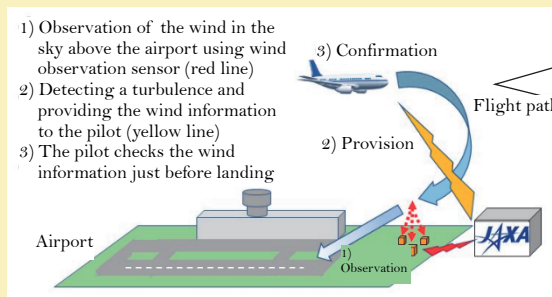 1) Observation of the wind in the
sky above the airport using wind
observation sensor (red line)
2) Detecting a turbulence and
providing the wind information
to the pilot (yellow line)
3) The pilot checks the wind
information just before landing
3) Confirmation
Flight path
2) Provision
Airport
1)
Observation
JAXA